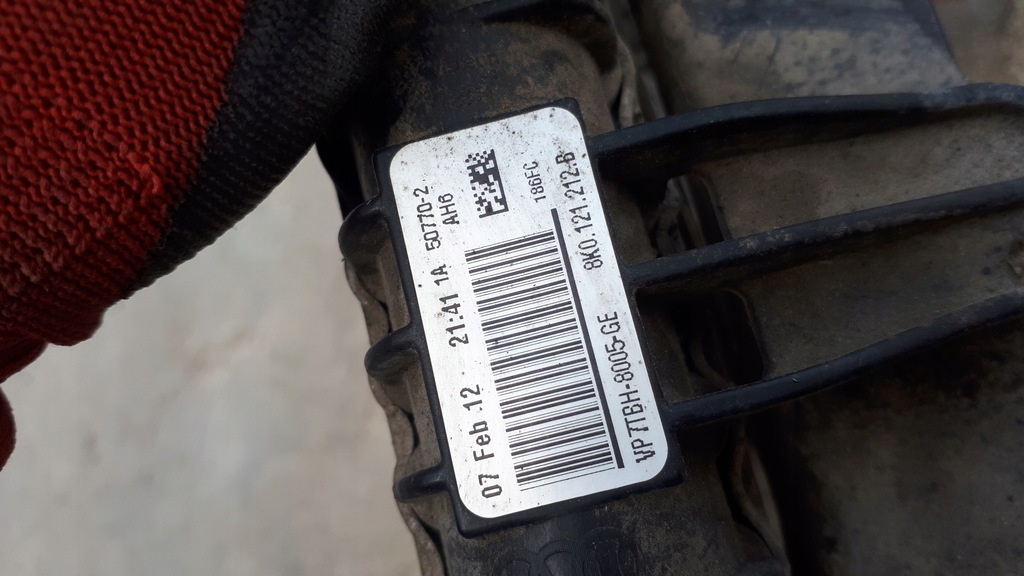 07 Feb 12 21:41 1A 50770-2
AH6
186FC
VP7TBH-8005-GE 8K0.121.212.B